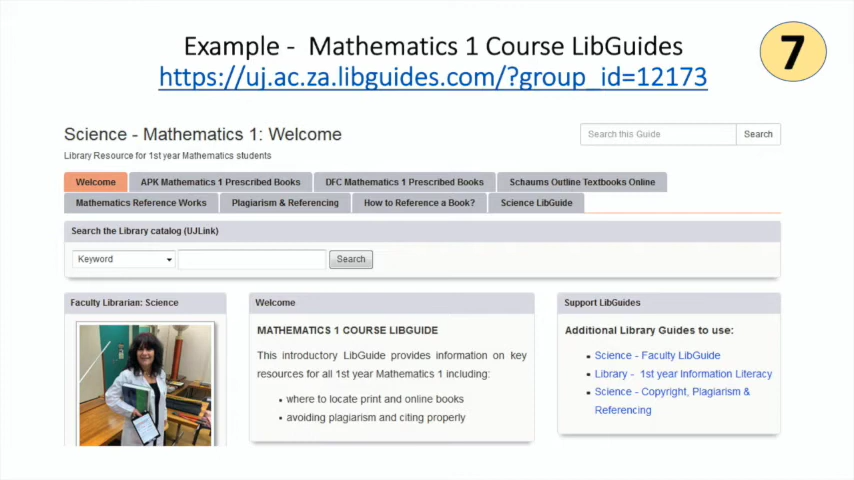 Example - Mathematics 1 Course LibGuides
7
https://uj.ac.za.libguides.com/?group_id=12173
Science - Mathematics 1: Welcome
Search this Guide
Search
Library Resource for 1st year Mathematics students
Welcome
APK Mathematics 1 Prescribed Books
DFC Mathematics 1 Prescribed Books
Schaums Outline Textbooks Online
Mathematics Reference Works
Plagiarism & Referencing
How to Reference a Book?
Science LibGuide
Search the Library catalog (UJLink)
Keyword
Search
Faculty Librarian: Science
Welcome
MATHEMATICS 1 COURSE LIBGUIDE
This introductory LibGuide provides information on key
resources for all 1st year Mathematics 1 including:
• where to locate print and online books
• avoiding plagiarism and citing properly
Support LibGuides
Additional Library Guides to use:
• Science - Faculty LibGuide
• Library - 1st year Information Literacy
• Science - Copyright, Plagiarism &
Referencing